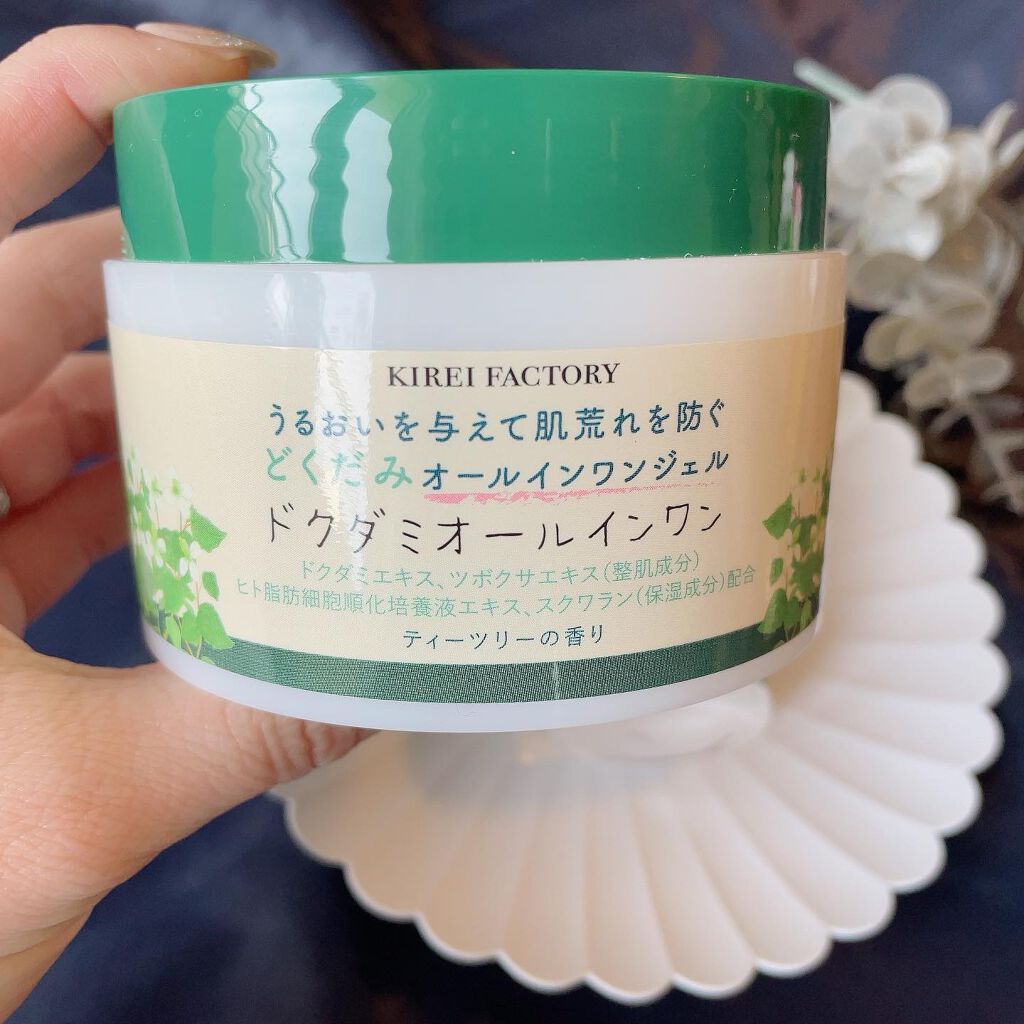 KIREI FACTORY
うるおいを与えて肌荒れを防ぐ
どくだみオールインワンジェル
ドクダミオールインワン
ドクダミエキス、ツボクサエキス(整肌成分)
ヒト脂肪細胞順化培養液エキス、スクワラン(保湿成分)配合
ティーツリーの香り